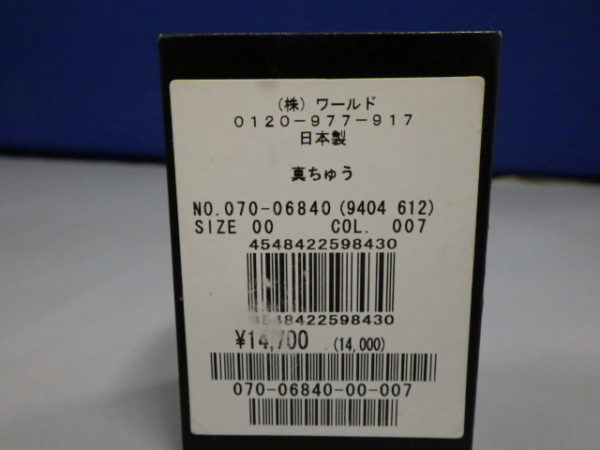 （株）ワールド
０１２０－９７７－９１７
日本製
真ちゅう
NO.070-06840(9404 612)
SIZE 00 COL. 007
4548422598430
4548422598430
¥14,700 (14,000)
070-06840-00-007